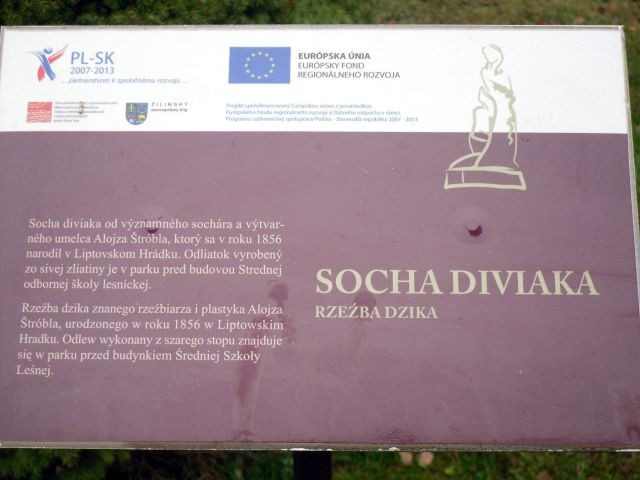 PL-SK
2007-2013
... partnerstvom k spoločnému rozvoju ...
EURÓPSKA ÚNIA
EURÓPSKY FOND
REGIONÁLNEHO ROZVOJA
ŽILINSKÝ
samosprávny kraj
Projekt spolufinancovaný Európskou úniou z prostriedkov
Európskeho fondu regionálneho rozvoja a štátneho rozpočtu v rámci
Programu cezhraničnej spolupráce Poľsko - Slovenská republika 2007 - 2013
Socha diviaka od významného sochára a výtvar-
ného umelca Alojza Štróbla, ktorý sa v roku 1856
narodil v Liptovskom Hrádku. Odliatok vyrobený
zo sivej zliatiny je v parku pred budovou Strednej
odbornej školy lesníckej.
Rzeźba dzika znanego rzeźbiarza i plastyka Alojza
Štróbla, urodzonego w roku 1856 w Liptowskim
Hradku. Odlew wykonany z szarego stopu znajduje
się w parku przed budynkiem Średniej Szkoły
Leśnej.
SOCHA DIVIAKA
RZEŹBA DZIKA